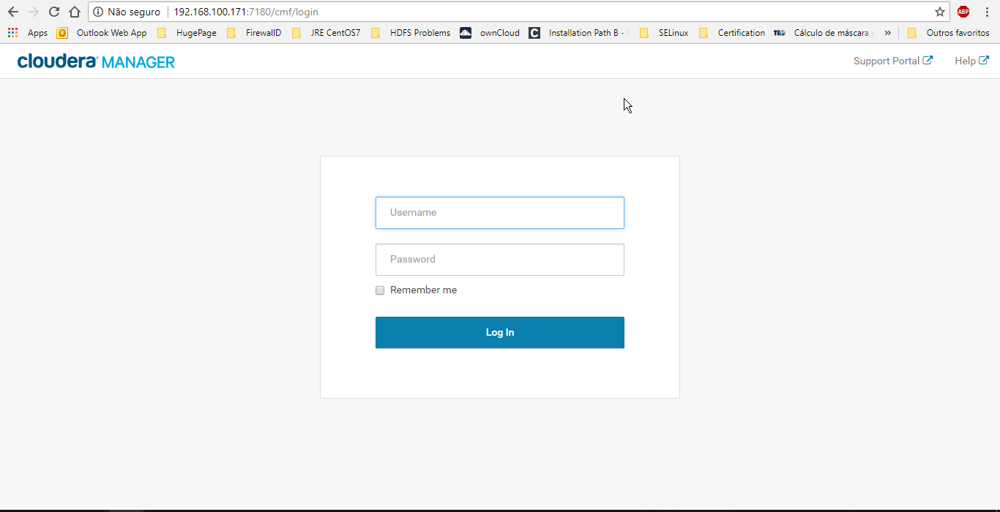 Não seguro 192.168.100.171:7180/cmf/login ABP
Apps Outlook Web App HugePage FirewallD JRE CentOS7 HDFS Problems ownCloud C Installation Path B - SELinux Certification Cálculo de máscara » Outros favoritos
cloudera MANAGER Support Portal Help
Username
Password
Remember me
Log In